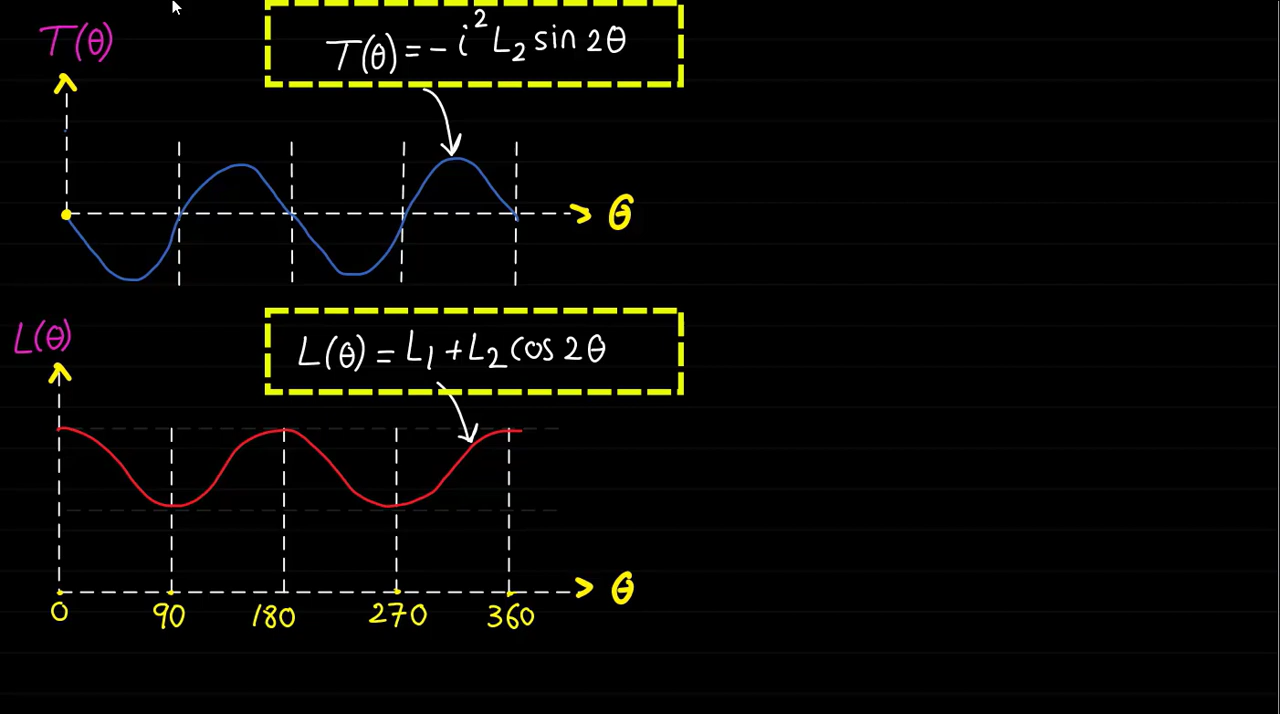 T(θ)
T(θ) = - i² L₂ sin 2θ
θ
L(θ)
L(θ) = L₁ + L₂ cos 2θ
θ
0 90 180 270 360